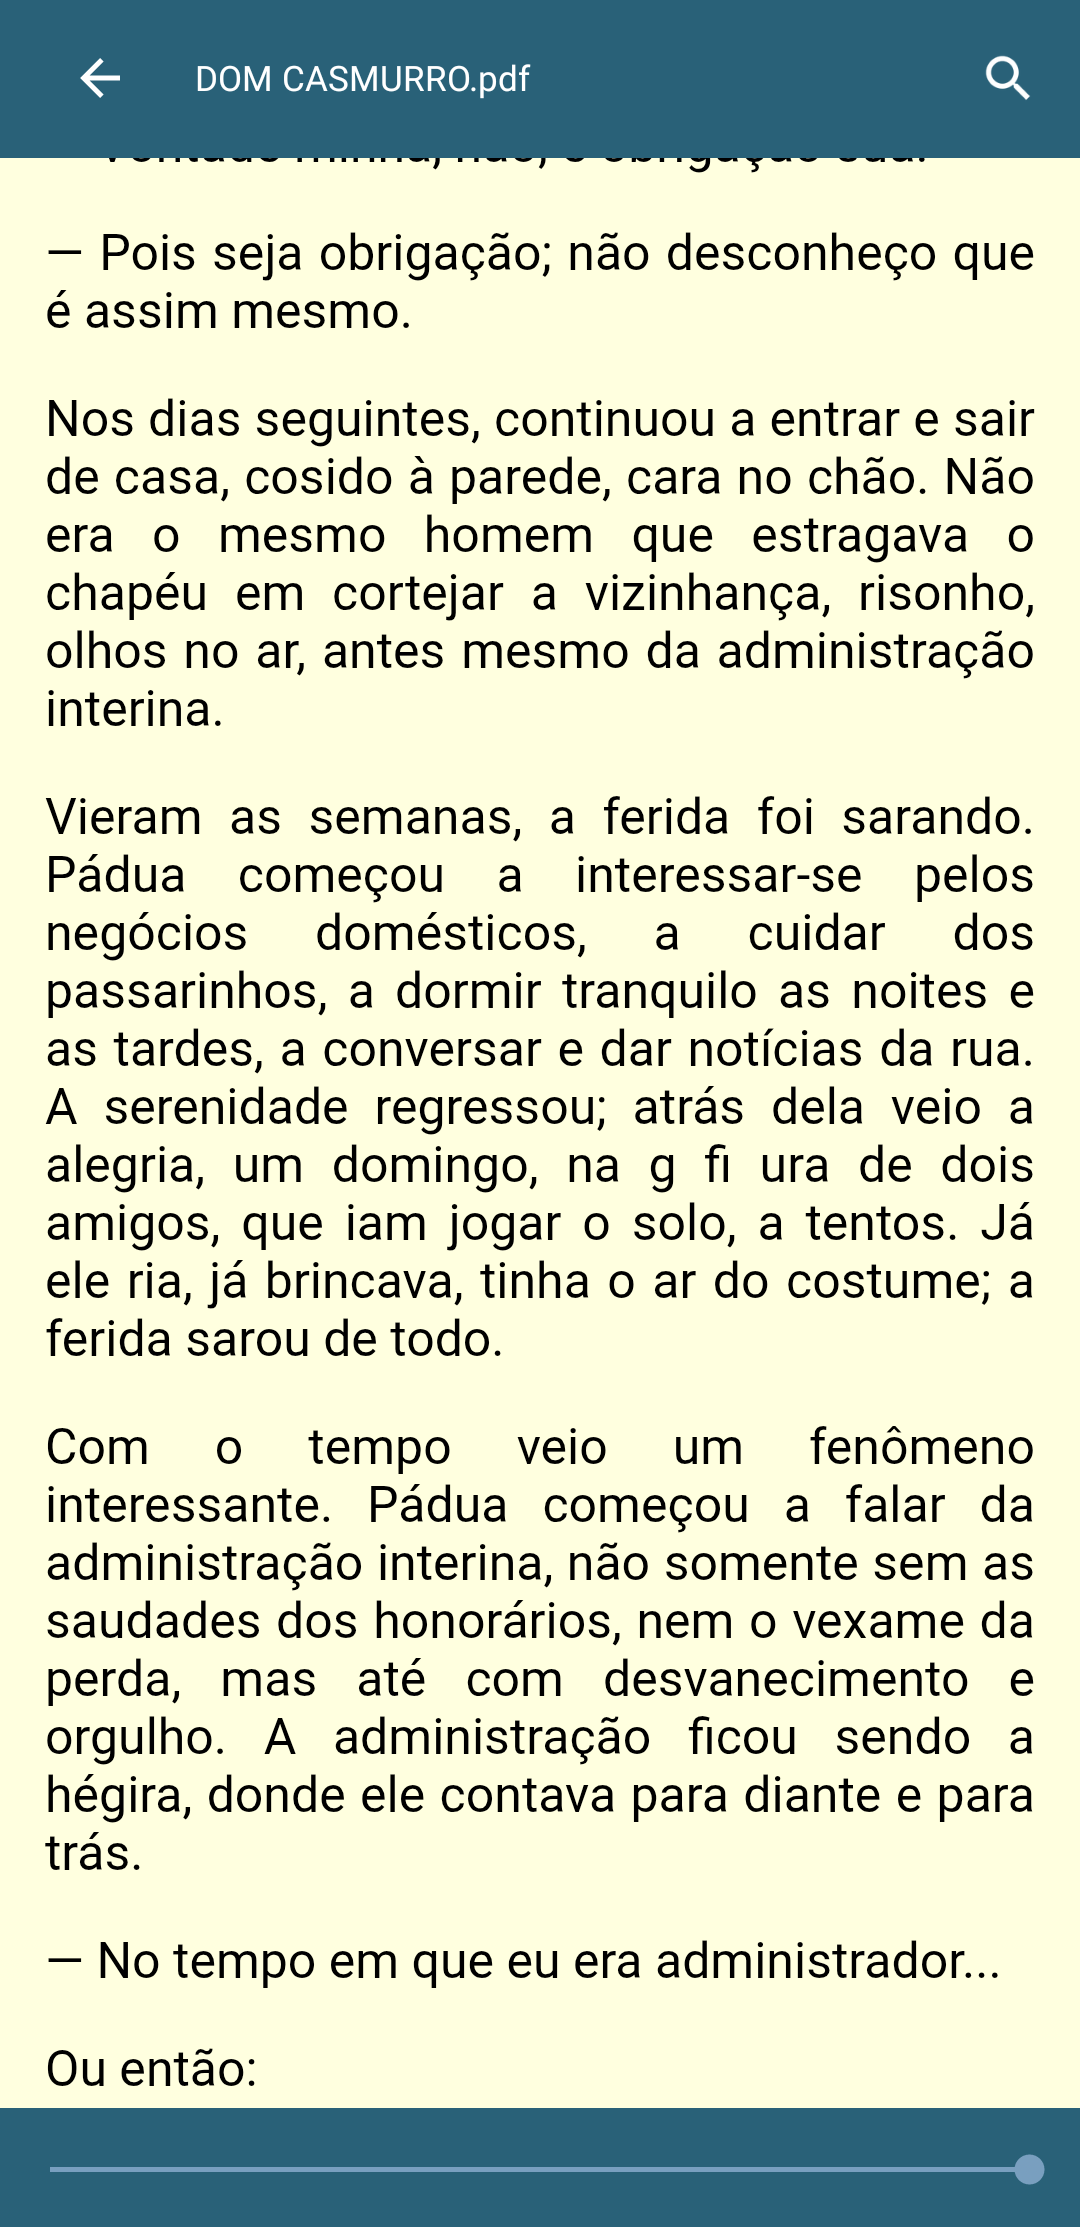 DOM CASMURRO.pdf
— Pois seja obrigação; não desconheço que
é assim mesmo.
Nos dias seguintes, continuou a entrar e sair
de casa, cosido à parede, cara no chão. Não
era o mesmo homem que estragava o
chapéu em cortejar a vizinhança, risonho,
olhos no ar, antes mesmo da administração
interina.
Vieram as semanas, a ferida foi sarando.
Pádua começou a interessar-se pelos
negócios domésticos, a cuidar dos
passarinhos, a dormir tranquilo as noites e
as tardes, a conversar e dar notícias da rua.
A serenidade regressou; atrás dela veio a
alegria, um domingo, na g fi ura de dois
amigos, que iam jogar o solo, a tentos. Já
ele ria, já brincava, tinha o ar do costume; a
ferida sarou de todo.
Com o tempo veio um fenômeno
interessante. Pádua começou a falar da
administração interina, não somente sem as
saudades dos honorários, nem o vexame da
perda, mas até com desvanecimento e
orgulho. A administração ficou sendo a
hégira, donde ele contava para diante e para
trás.
— No tempo em que eu era administrador...
Ou então: